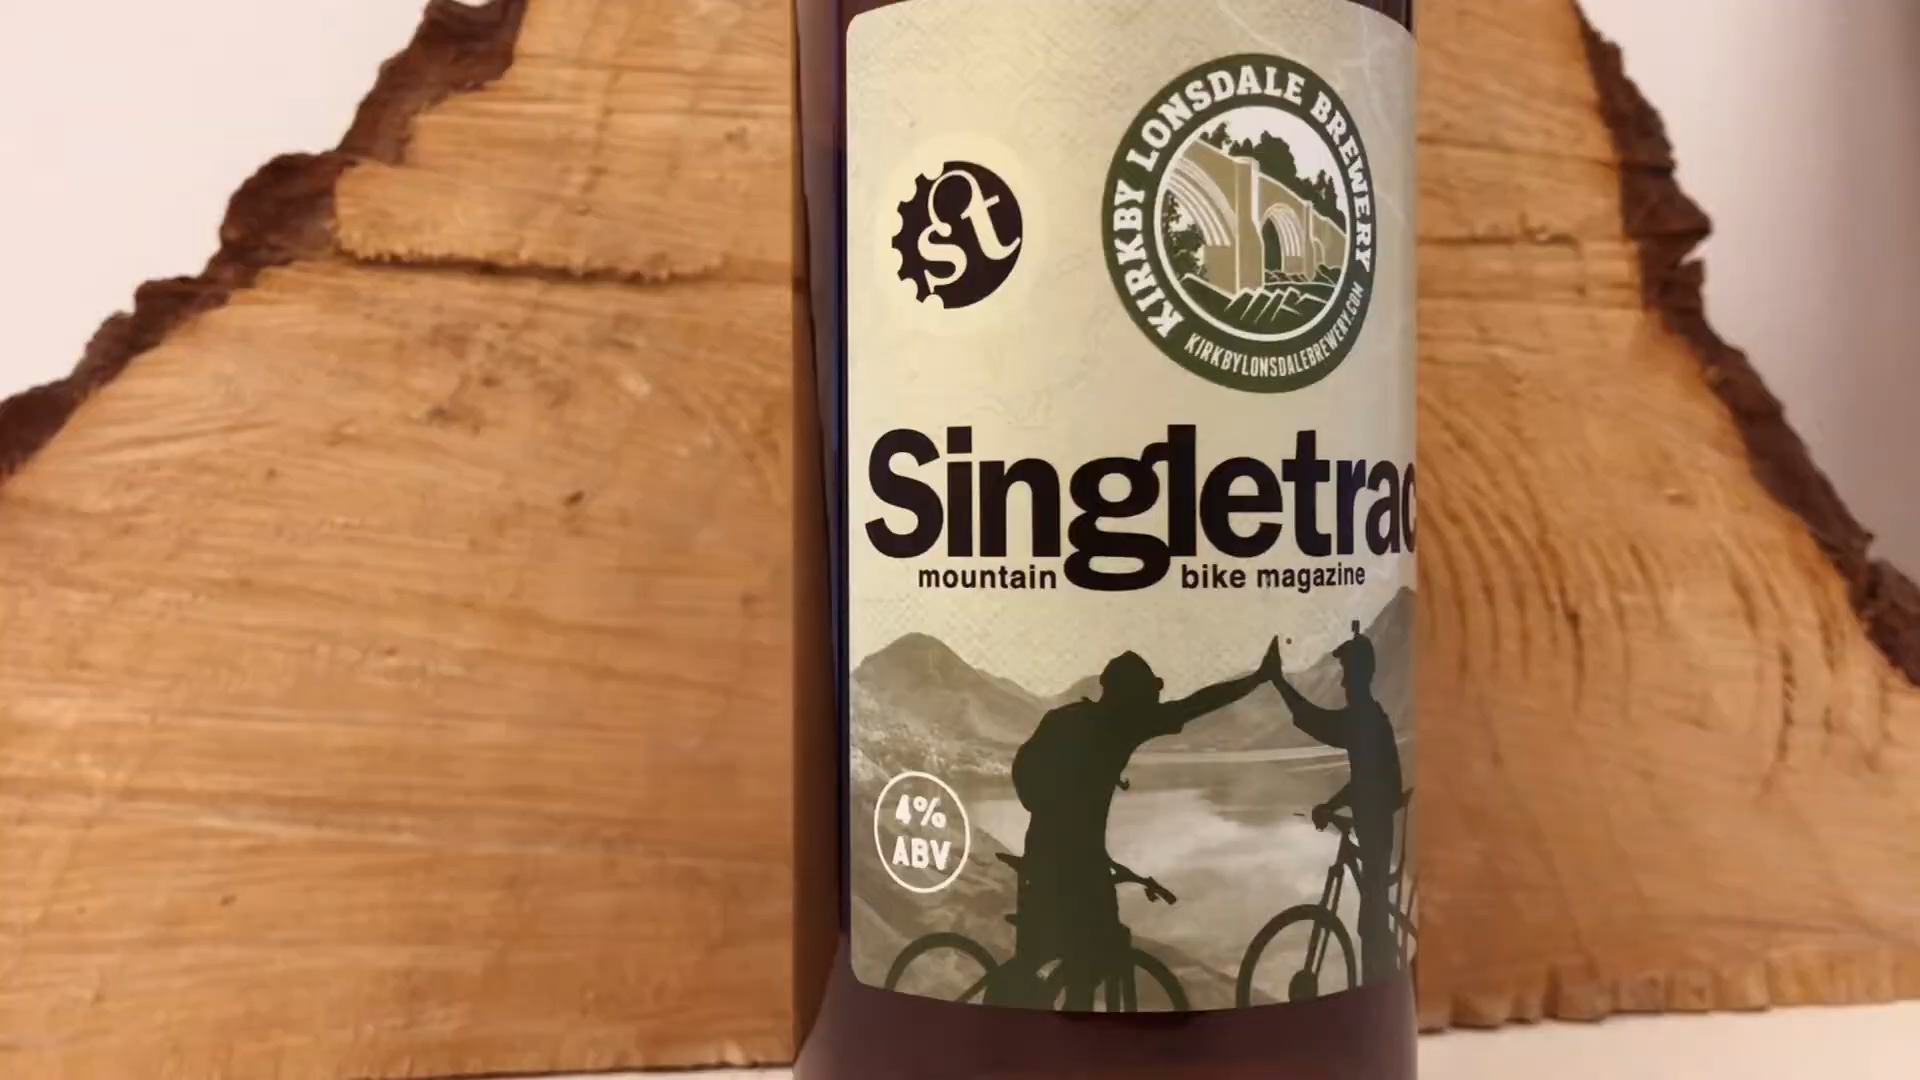 st
KIRKBY LONSDALE BREWERY
KIRKBYLONSDALEBREWERY.COM
Singletrac
mountain bike magazine
4%
ABV